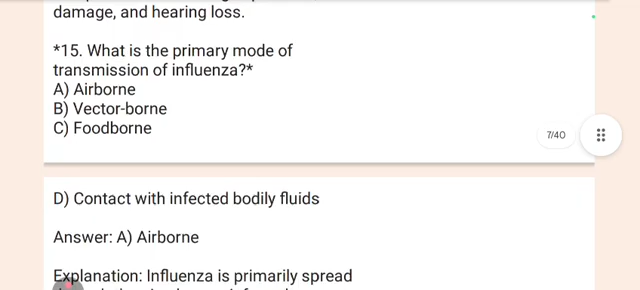 damage, and hearing loss.
*15. What is the primary mode of
transmission of influenza?*
A) Airborne
B) Vector-borne
C) Foodborne
7/40
D) Contact with infected bodily fluids
Answer: A) Airborne
Explanation: Influenza is primarily spread